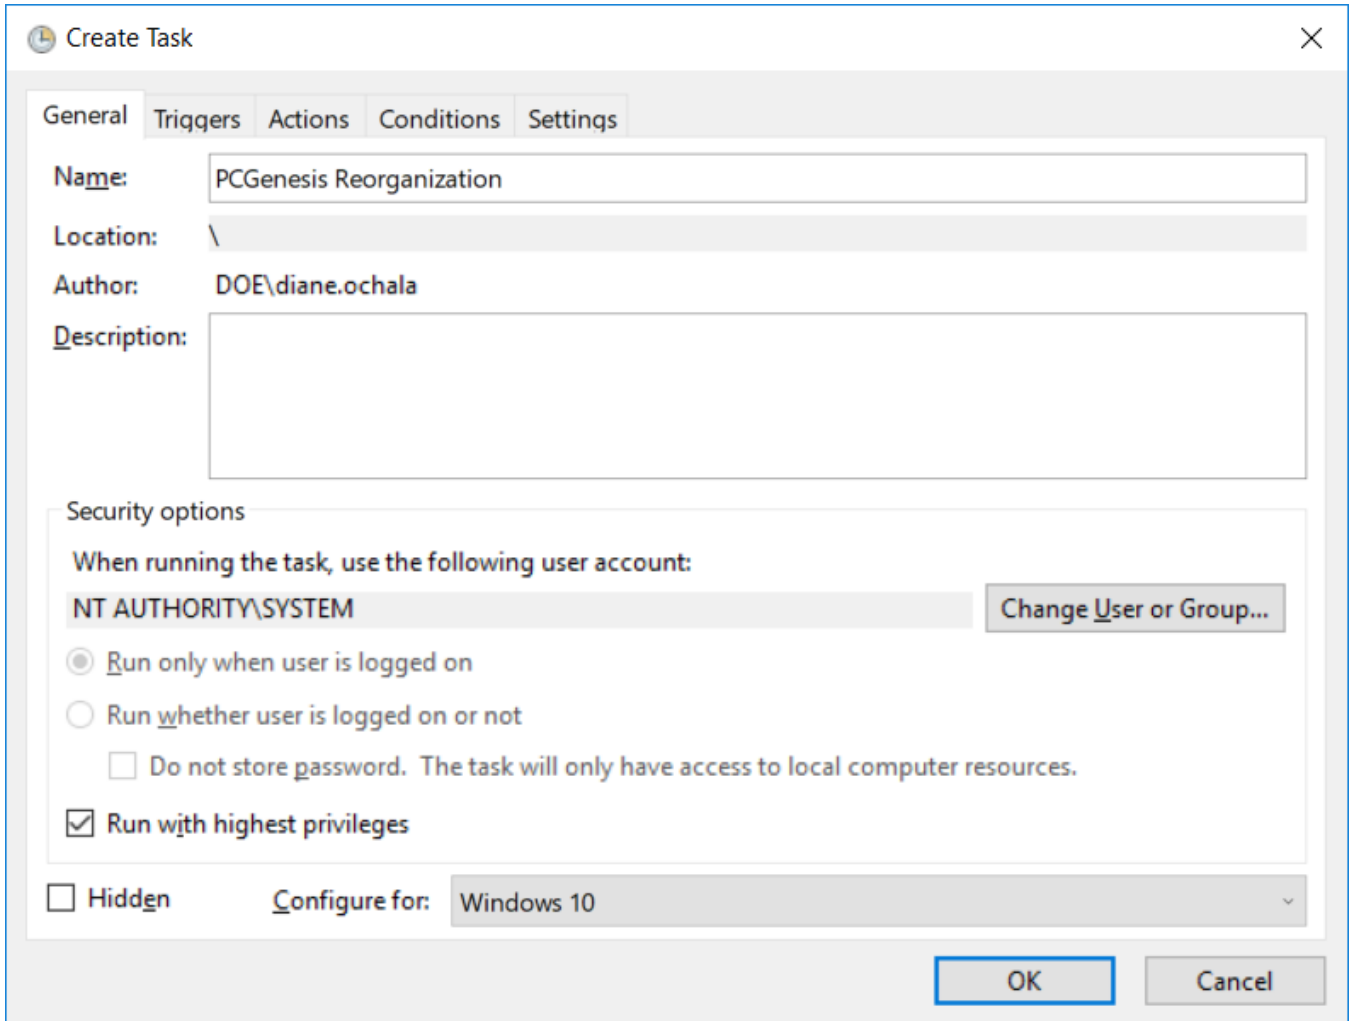 Create Task
General Triggers Actions Conditions Settings
Name: PCGenesis Reorganization
Location: \
Author: DOE\diane.ochala
Description:
Security options
When running the task, use the following user account:
NT AUTHORITY\SYSTEM Change User or Group...
Run only when user is logged on
Run whether user is logged on or not
Do not store password. The task will only have access to local computer resources.
Run with highest privileges
Hidden Configure for: Windows 10
OK Cancel